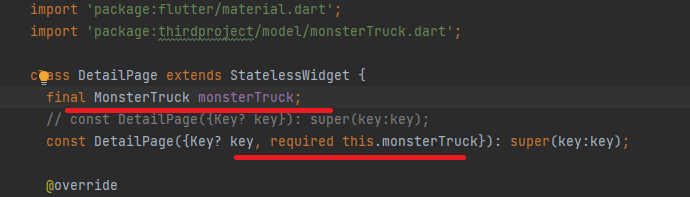 import 'package:flutter/material.dart';
import 'package:thirdproject/model/monsterTruck.dart';
class DetailPage extends StatelessWidget {
final MonsterTruck monsterTruck;
// const DetailPage({Key? key}): super(key:key);
const DetailPage({Key? key, required this.monsterTruck}): super(key:key);
@override